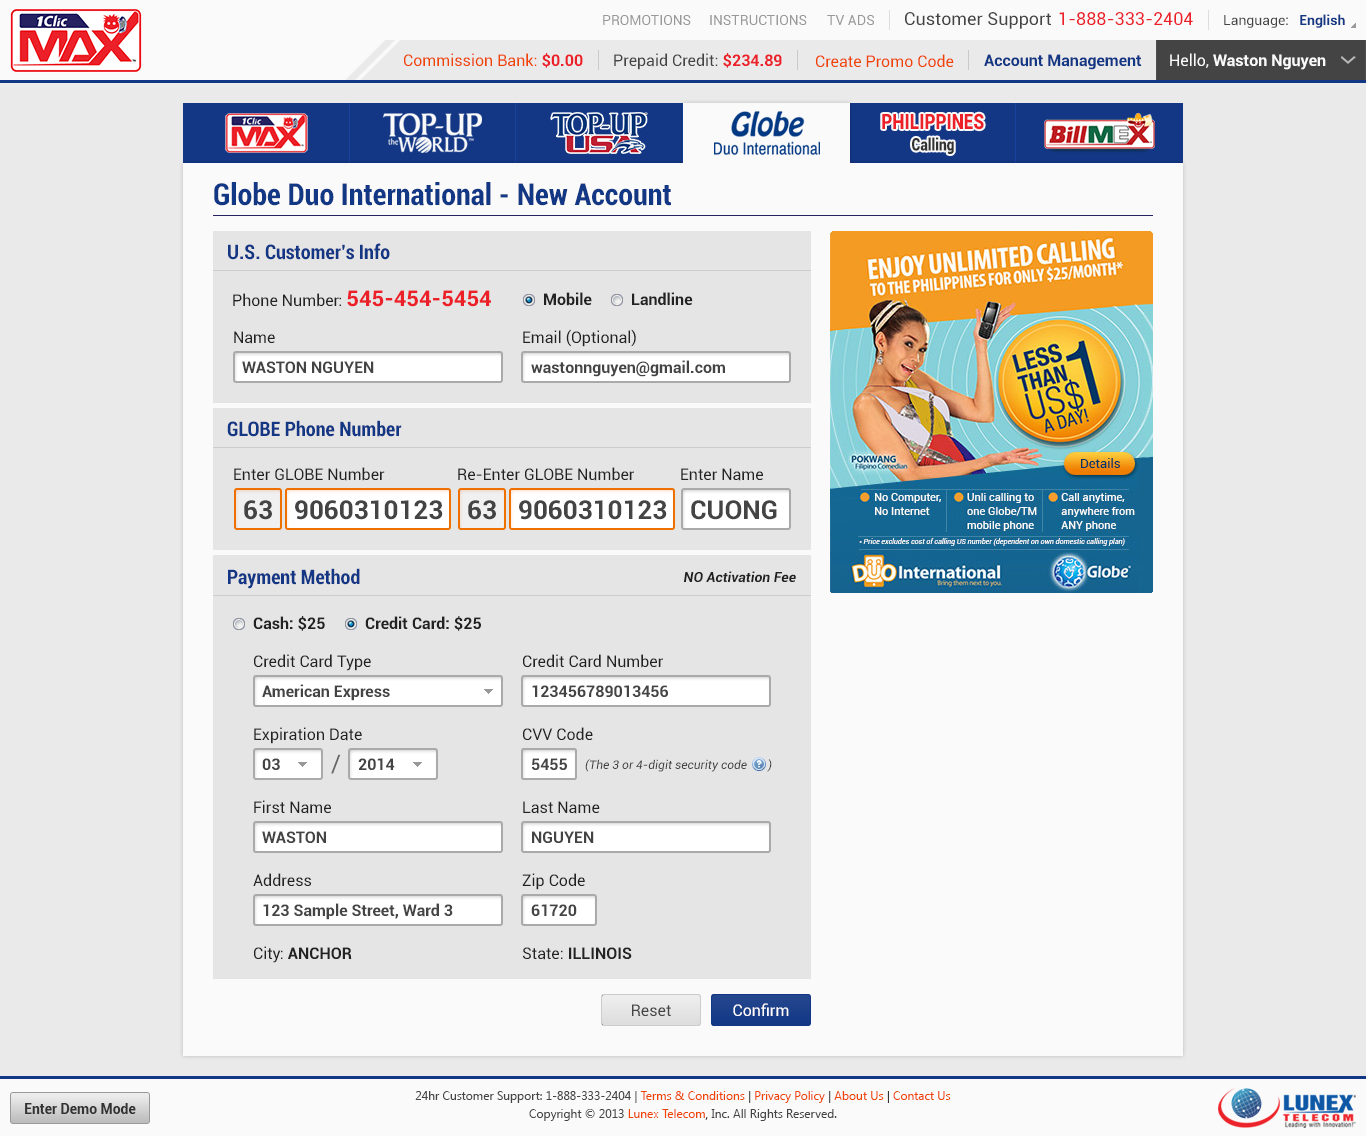 1Clic
MAX
PROMOTIONS INSTRUCTIONS TV ADS Customer Support 1-888-333-2404 Language: English
Commission Bank: $0.00 Prepaid Credit: $234.89 Create Promo Code Account Management Hello, Waston Nguyen
1Clic
MAX
TOP-UP
the WORLD
TOP-UP
USA
Globe
Duo International
PHILIPPINES
Calling
BillMEX
Globe Duo International - New Account
U.S. Customer's Info
Phone Number: 545-454-5454 Mobile Landline
Name Email (Optional)
WASTON NGUYEN wastonnguyen@gmail.com
GLOBE Phone Number
Enter GLOBE Number Re-Enter GLOBE Number Enter Name
63 9060310123 63 9060310123 CUONG
Payment Method NO Activation Fee
Cash: $25 Credit Card: $25
Credit Card Type Credit Card Number
American Express 123456789013456
Expiration Date CVV Code
03 / 2014 5455 (The 3 or 4-digit security code ?)
First Name Last Name
WASTON NGUYEN
Address Zip Code
123 Sample Street, Ward 3 61720
City: ANCHOR State: ILLINOIS
Reset Confirm
ENJOY UNLIMITED CALLING
TO THE PHILIPPINES FOR ONLY $25/MONTH*
LESS
THAN 1
US$
A DAY!
POKWANG
Filipino Comedian
Details
No Computer,
No Internet
Unli calling to
one Globe/TM
mobile phone
Call anytime,
anywhere from
ANY phone
• Price excludes cost of calling US number (dependent on own domestic calling plan)
DUO International
Bring them next to you.
Globe
Enter Demo Mode
24hr Customer Support: 1-888-333-2404 | Terms & Conditions | Privacy Policy | About Us | Contact Us
Copyright © 2013 Lunex Telecom, Inc. All Rights Reserved.
LUNEX
TELECOM
Leading with Innovation!